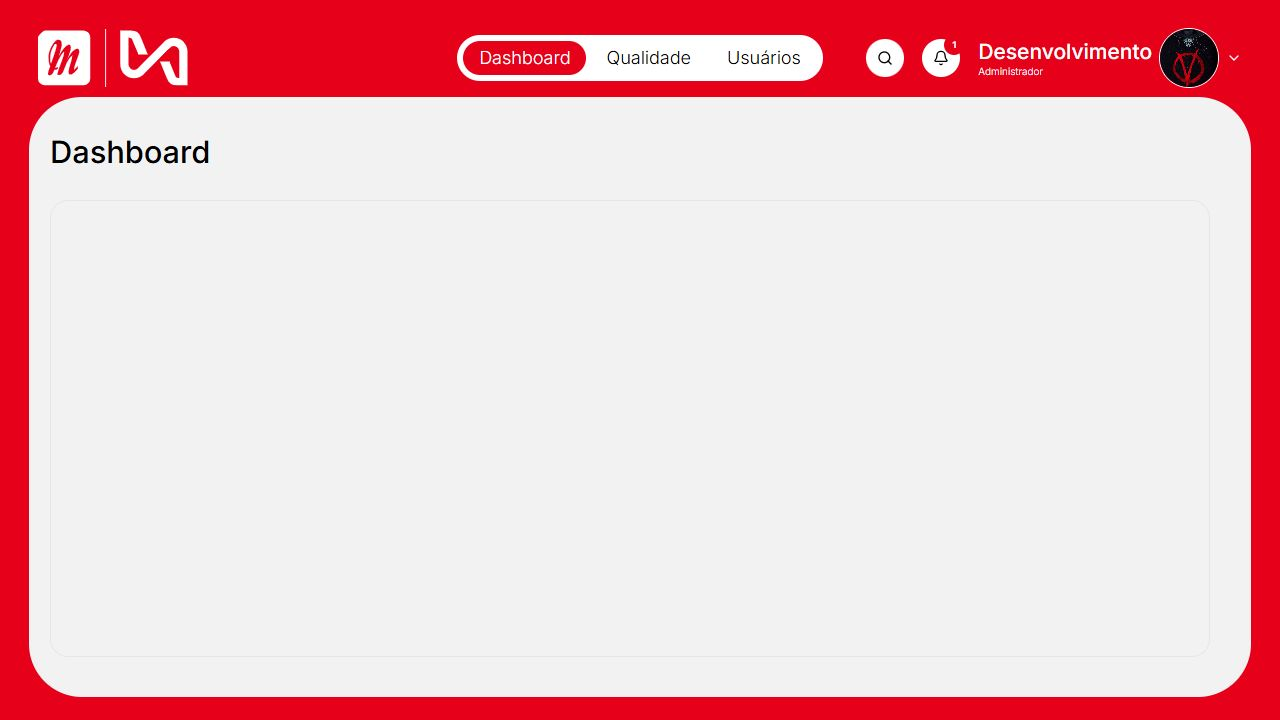 m
Dashboard Qualidade Usuários
1
Desenvolvimento
Administrador
Dashboard